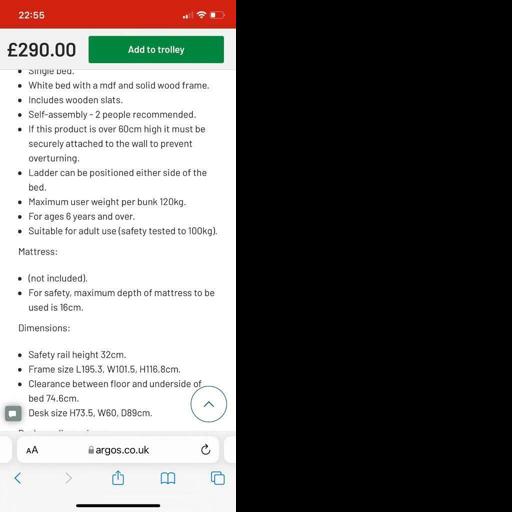 22:55
£290.00
Add to trolley
Single bed.
White bed with a mdf and solid wood frame.
Includes wooden slats.
Self-assembly - 2 people recommended.
If this product is over 60cm high it must be
securely attached to the wall to prevent
overturning.
Ladder can be positioned either side of the
bed.
Maximum user weight per bunk 120kg.
For ages 6 years and over.
Suitable for adult use (safety tested to 100kg).
Mattress:
(not included).
For safety, maximum depth of mattress to be
used is 16cm.
Dimensions:
Safety rail height 32cm.
Frame size L195.3, W101.5, H116.8cm.
Clearance between floor and underside of
bed 74.6cm.
Desk size H73.5, W60, D89cm.
AA
argos.co.uk